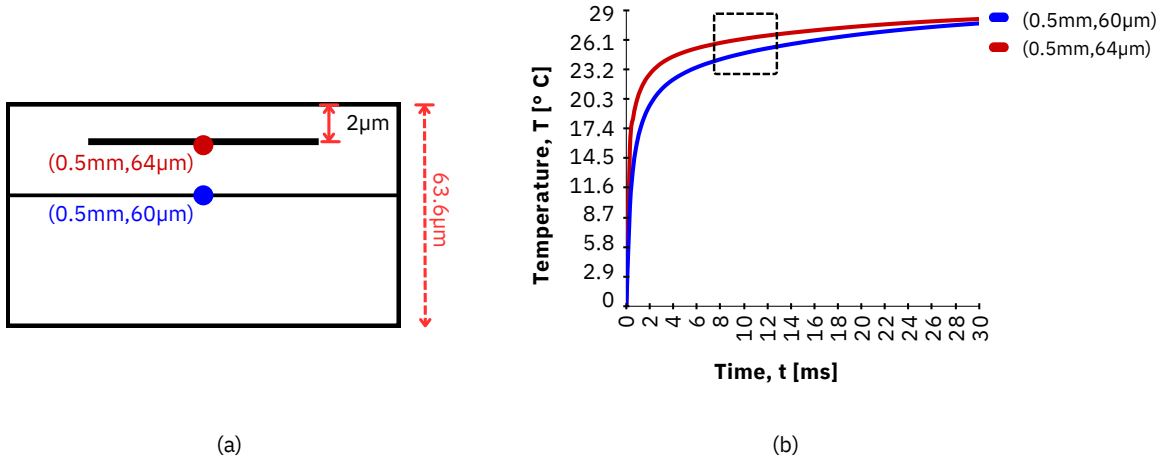 2μm
(0.5mm,64μm)
63.6μm
(0.5mm,60μm)
(a)
Temperature, T [° C]
29
26.1
23.2
20.3
17.4
14.5
11.6
8.7
5.8
2.9
0
0 2 4 6 8 10 12 14 16 18 20 22 24 26 28 30
Time, t [ms]
(0.5mm,60μm)
(0.5mm,64μm)
(b)